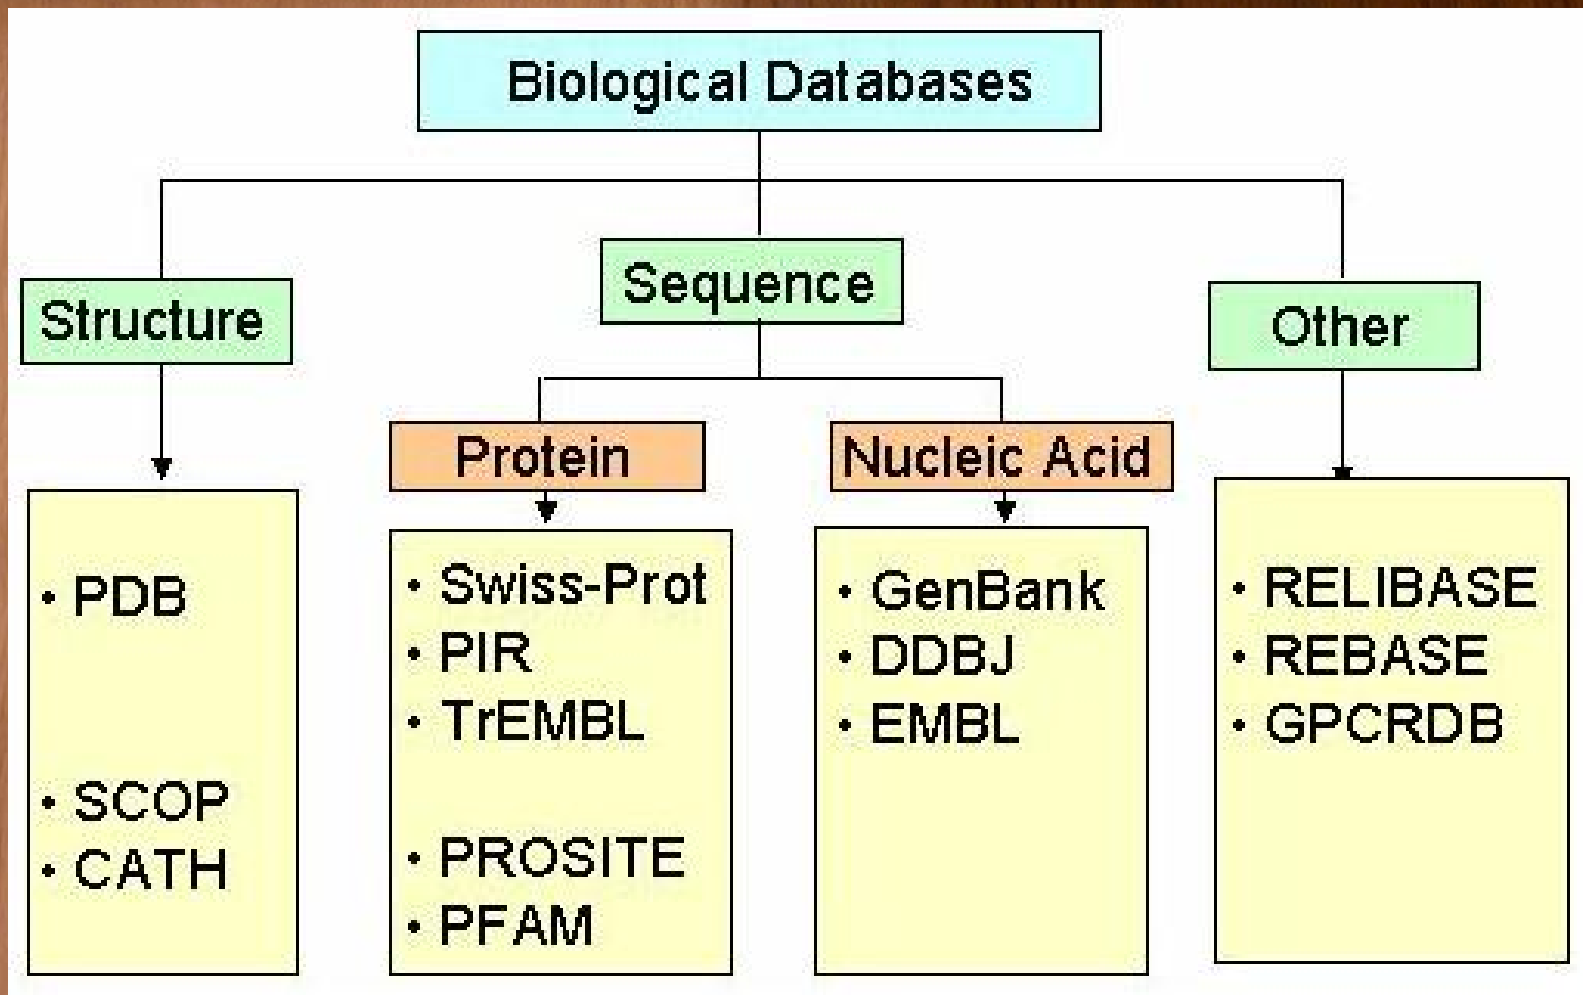 Biological Databases
Structure
Sequence
Other
Protein
Nucleic Acid
• PDB
• SCOP
• CATH
• Swiss-Prot
• PIR
• TrEMBL
• PROSITE
• PFAM
• GenBank
• DDBJ
• EMBL
• RELIBASE
• REBASE
• GPCRDB